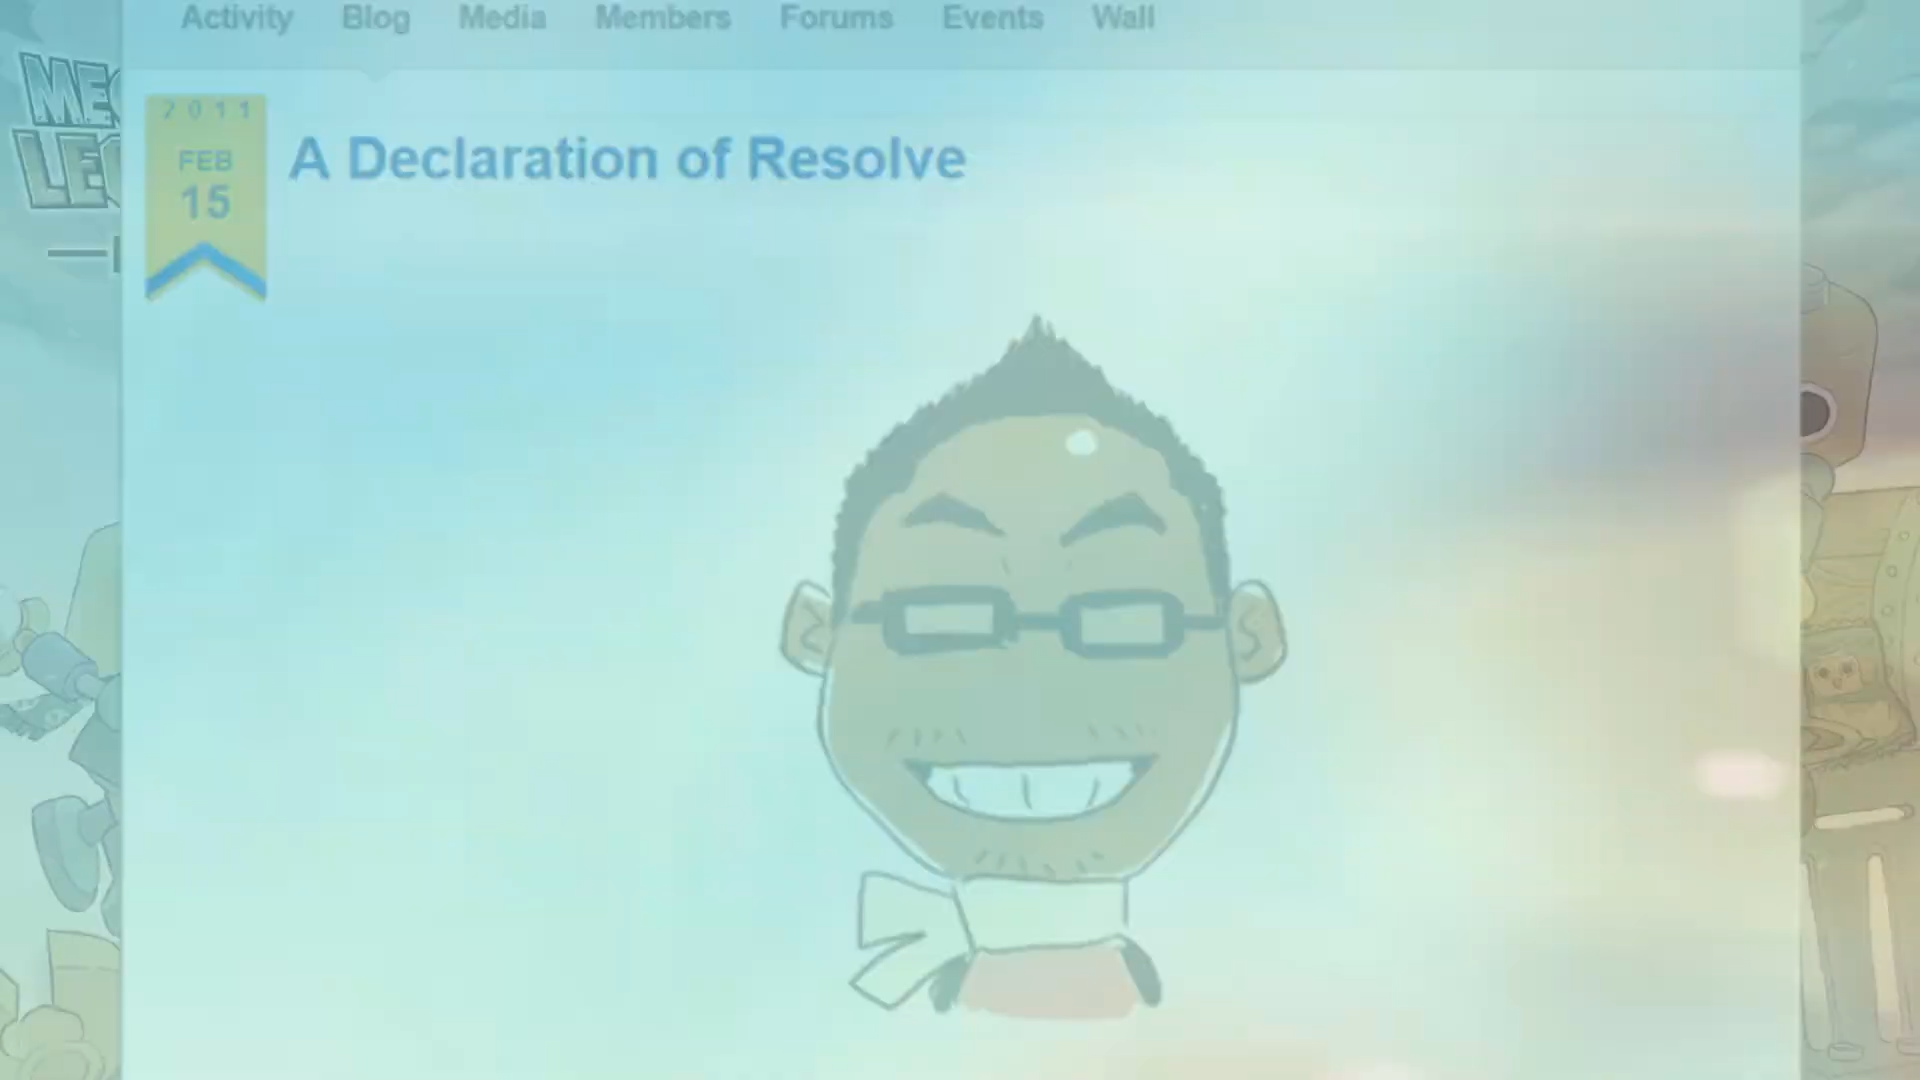 Activity Blog Media Members Forums Events Wall
2011
FEB
15
A Declaration of Resolve